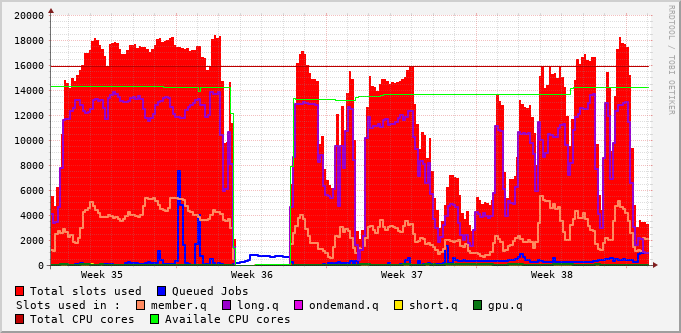 20000
18000
16000
14000
12000
10000
8000
6000
4000
2000
0
Week 35 Week 36 Week 37 Week 38
RRDTOOL / TOBI OETIKER
Total slots used Queued Jobs
Slots used in : member.q long.q ondemand.q short.q gpu.q
Total CPU cores Availale CPU cores